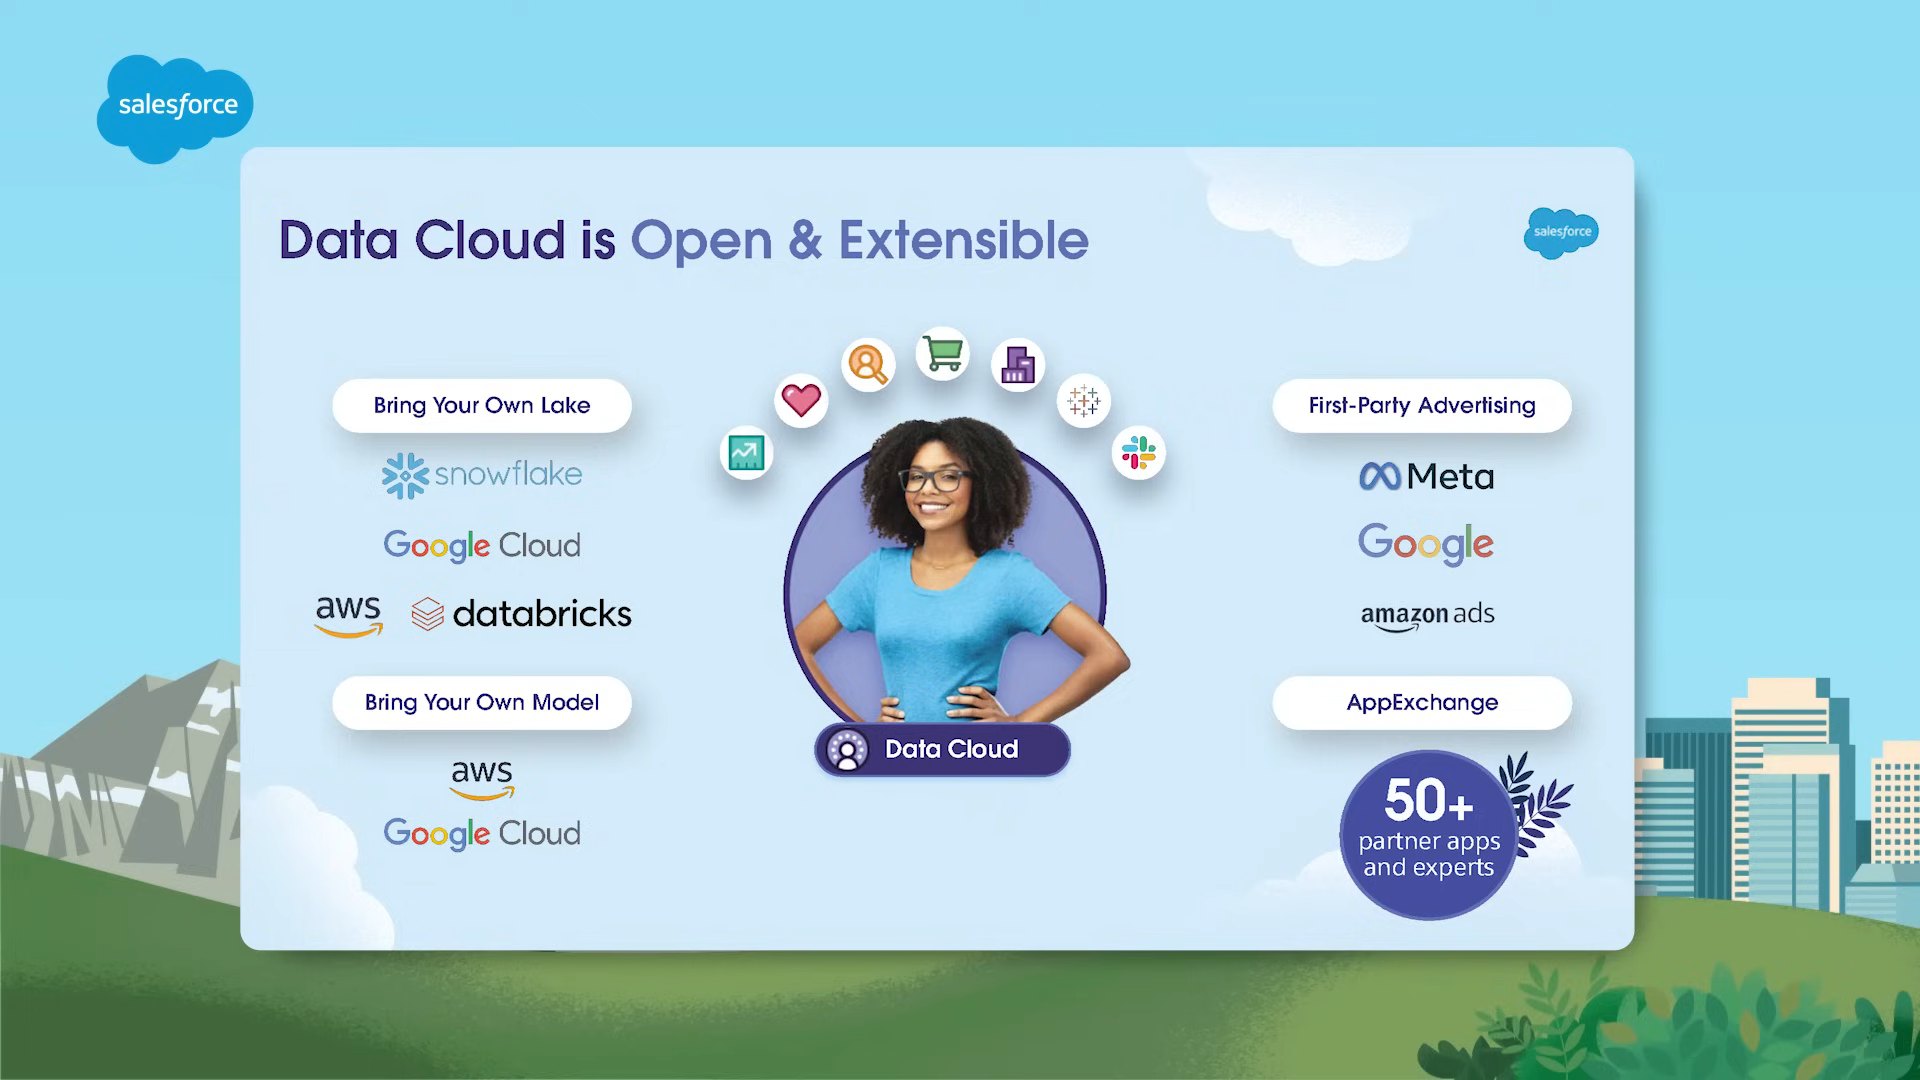 salesforce
Data Cloud is Open & Extensible
salesforce
Bring Your Own Lake
snowflake
Google Cloud
aws databricks
Bring Your Own Model
aws
Google Cloud
Data Cloud
First-Party Advertising
Meta
Google
amazon ads
AppExchange
50+
partner apps
and experts